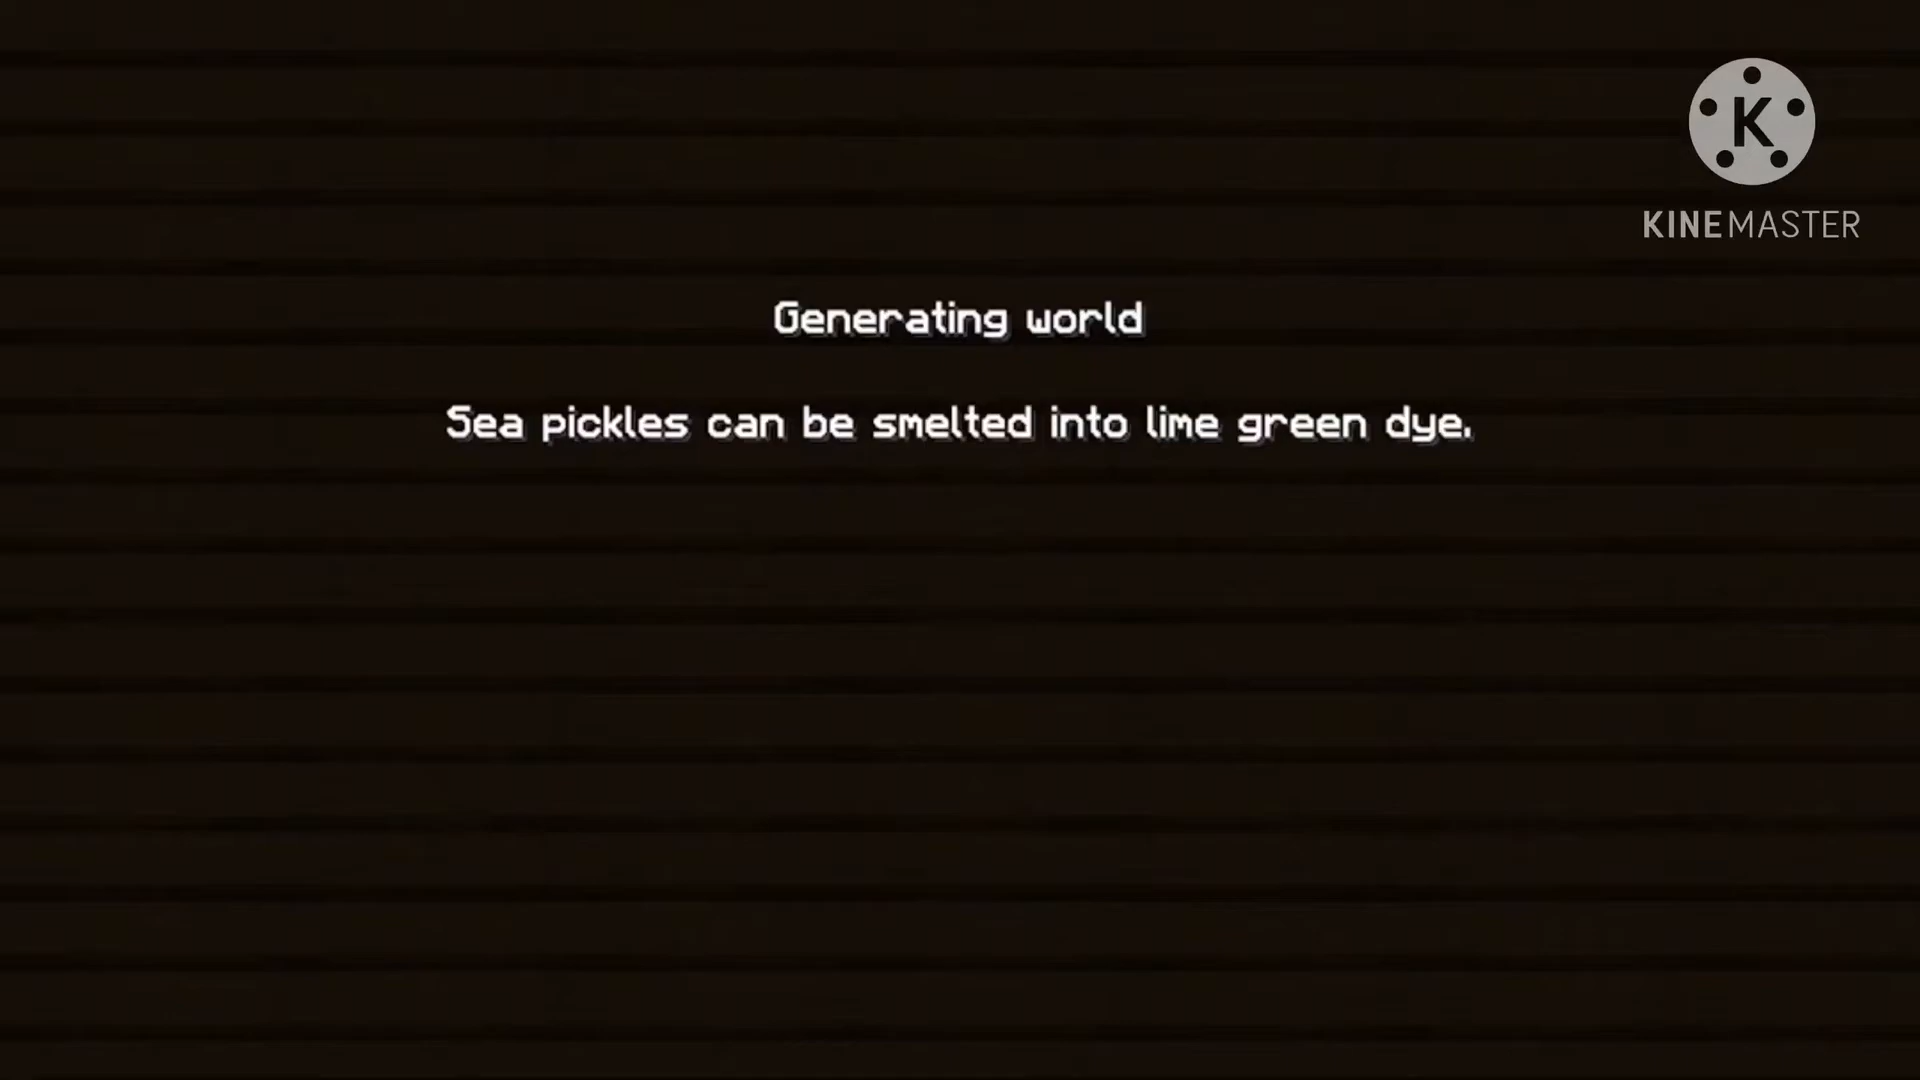 K
KINEMASTER
Generating world
Sea pickles can be smelted into lime green dye.